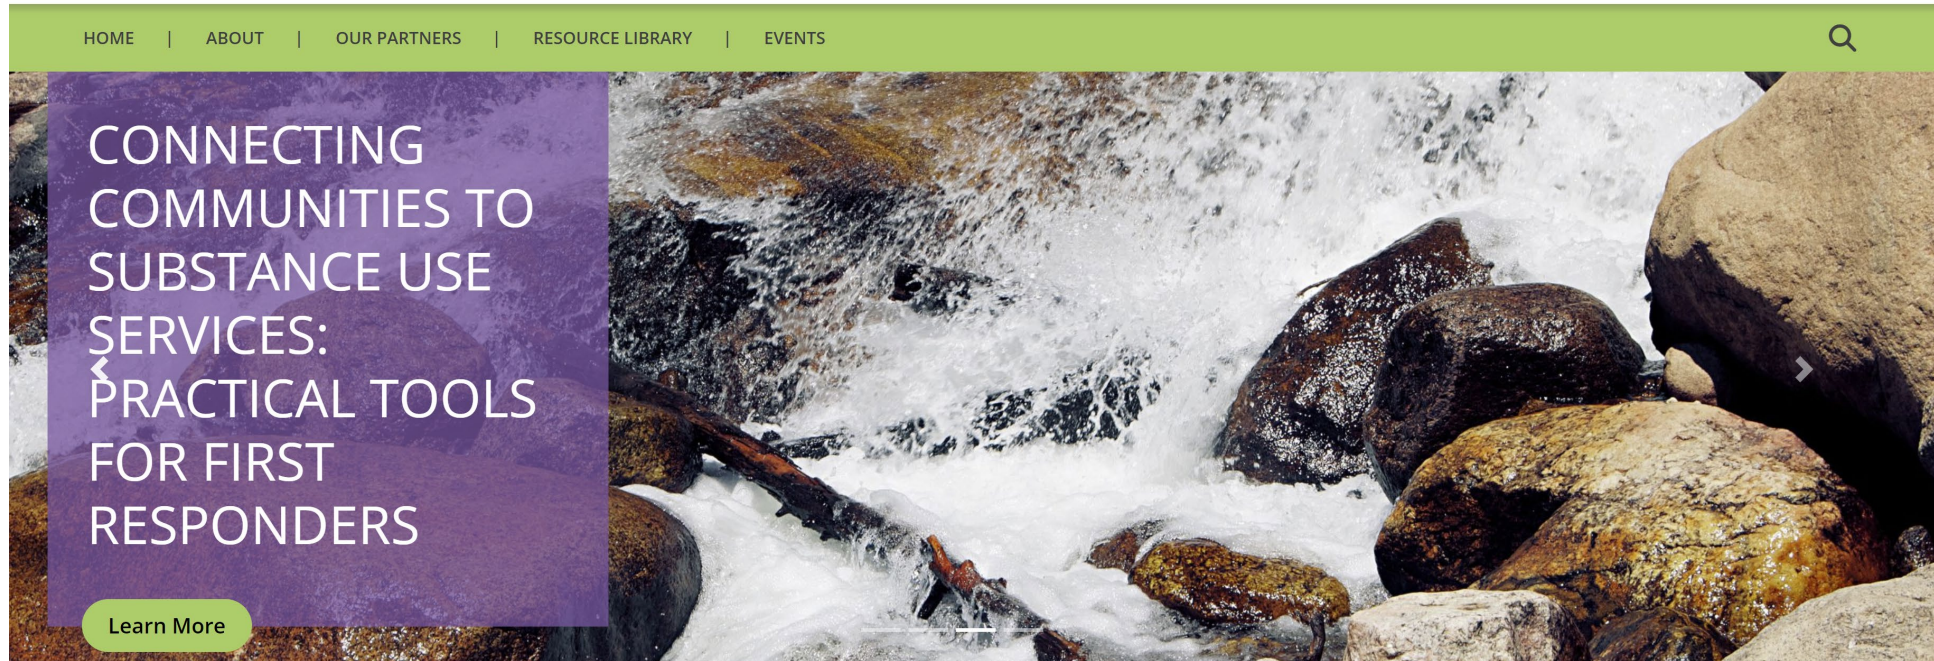 HOME | ABOUT | OUR PARTNERS | RESOURCE LIBRARY | EVENTS
CONNECTING
COMMUNITIES TO
SUBSTANCE USE
SERVICES:
PRACTICAL TOOLS
FOR FIRST
RESPONDERS
Learn More